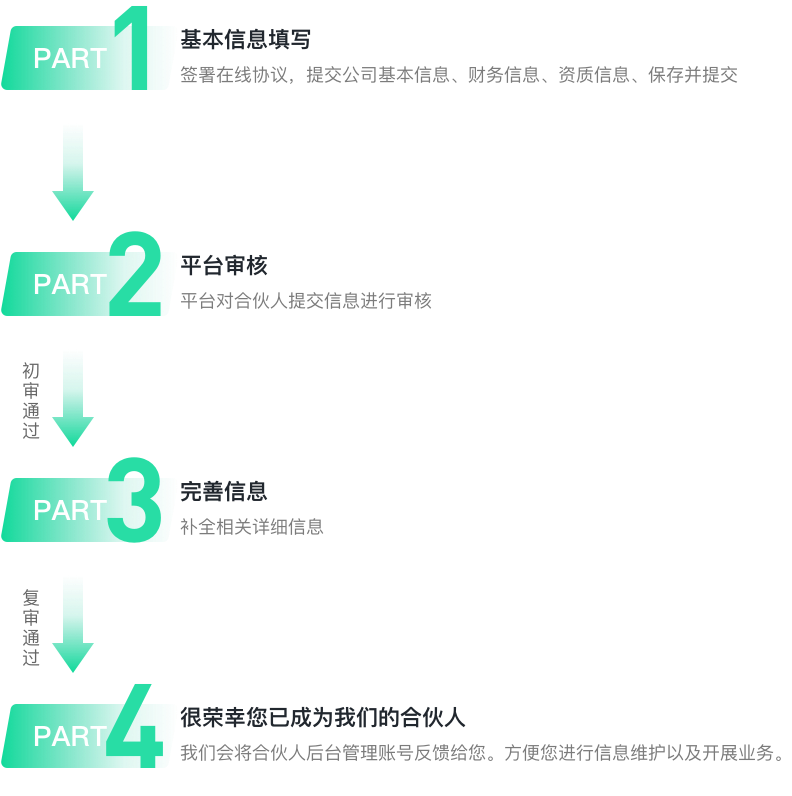 PART 1
基本信息填写
签署在线协议，提交公司基本信息、财务信息、资质信息、保存并提交
PART 2
平台审核
平台对合伙人提交信息进行审核
初审通过
PART 3
完善信息
补全相关详细信息
复审通过
PART 4
很荣幸您已成为我们的合伙人
我们会将合伙人后台管理账号反馈给您。方便您进行信息维护以及开展业务。